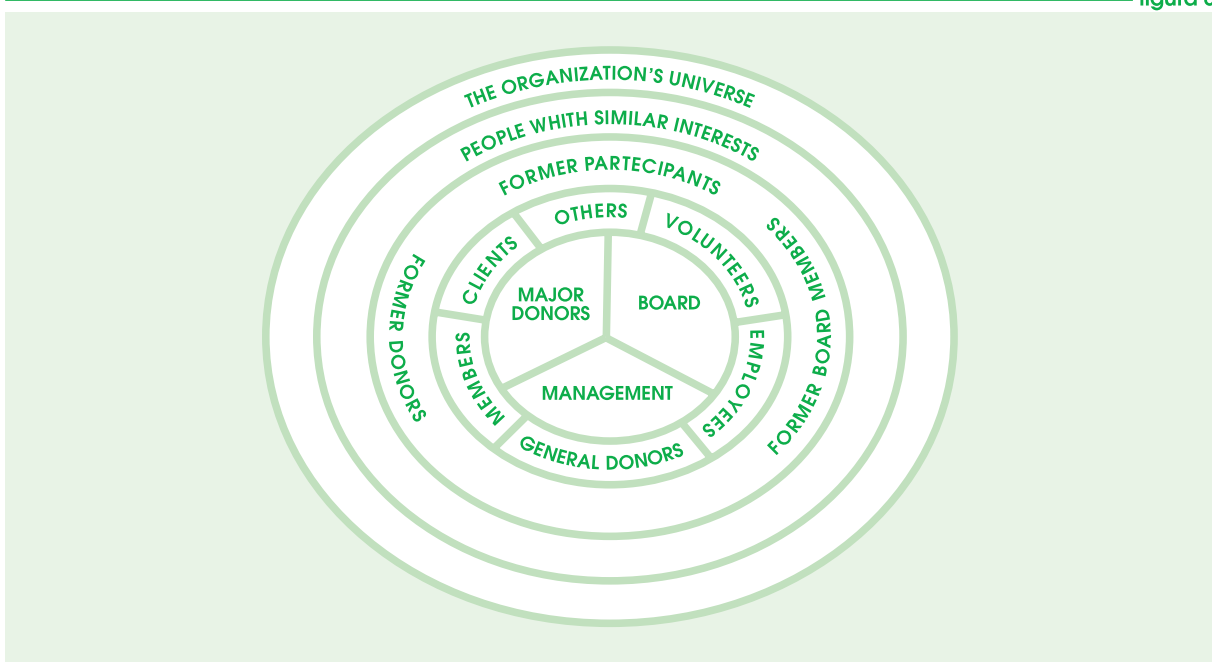 figura
THE ORGANIZATION'S UNIVERSE
PEOPLE WHITH SIMILAR INTERESTS
FORMER PARTECIPANTS
FORMER DONORS
FORMER BOARD MEMBERS
OTHERS
VOLUNTEERS
CLIENTS
MEMBERS
EMPLOYEES
GENERAL DONORS
MAJOR
DONORS
BOARD
MANAGEMENT